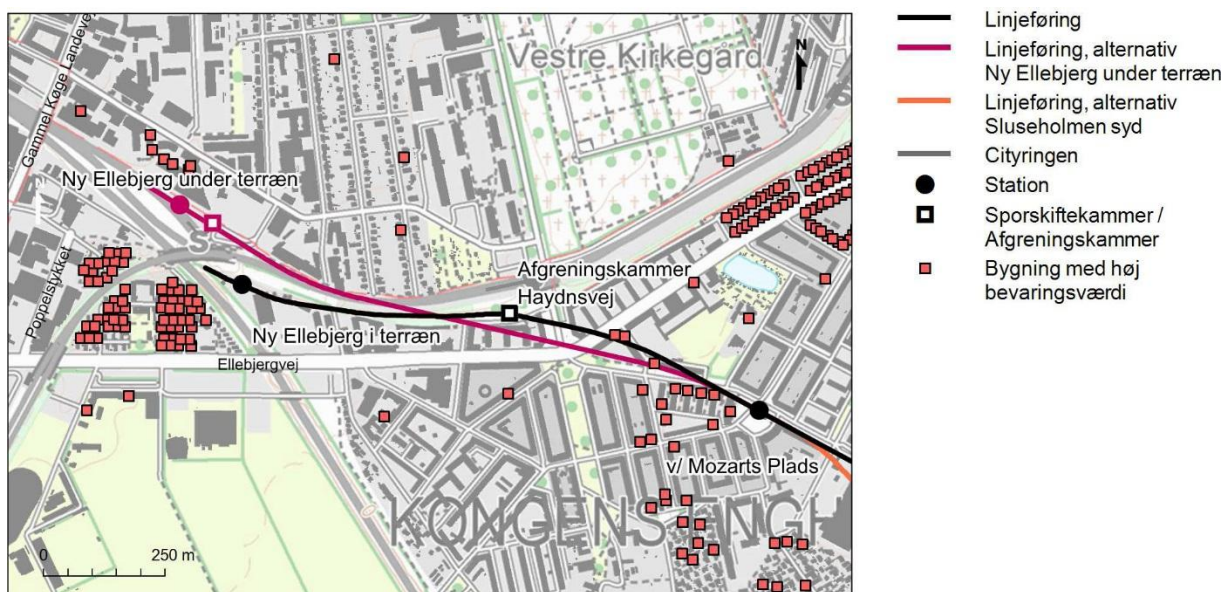 Vestre Kirkegård
N
Gammel Køge Landevej
Ny Ellebjerg under terræn
S
Poppelstykket
Afgreningskammer
Haydnsvej
Ny Ellebjerg i terræn
Ellebjergvej
v/ Mozarts Plads
KONGENS ENGH
0 250 m
Linjeføring
Linjeføring, alternativ
Ny Ellebjerg under terræn
Linjeføring, alternativ
Sluseholmen syd
Cityringen
Station
Sporskiftekammer /
Afgreningskammer
Bygning med høj
bevaringsværdi